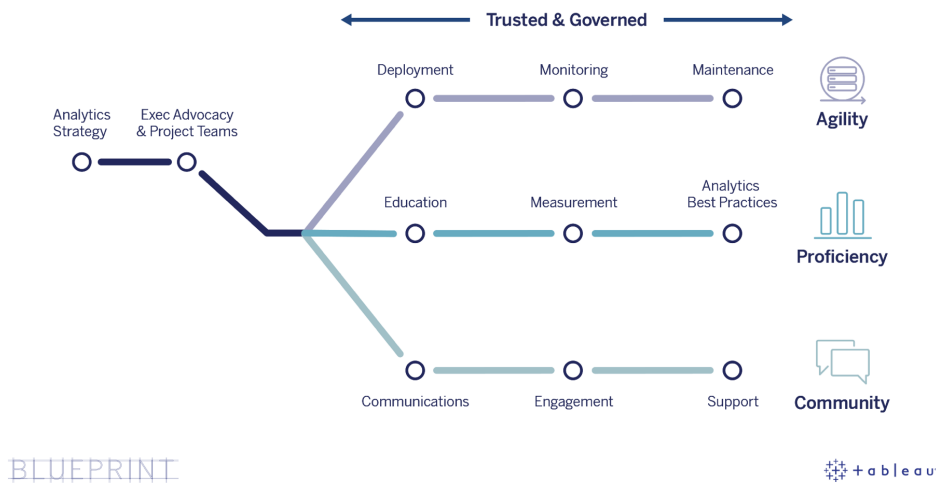 Trusted & Governed
Deployment
Monitoring
Maintenance
Agility
Analytics
Strategy
Exec Advocacy
& Project Teams
Education
Measurement
Analytics
Best Practices
Proficiency
Communications
Engagement
Support
Community
BLUEPRINT
+ableau